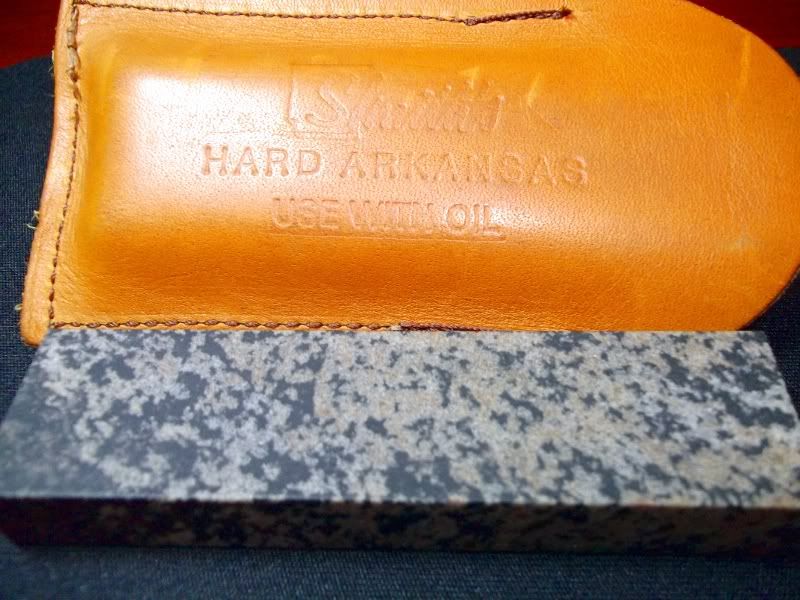 Smith's
HARD ARKANSAS
USE WITH OIL